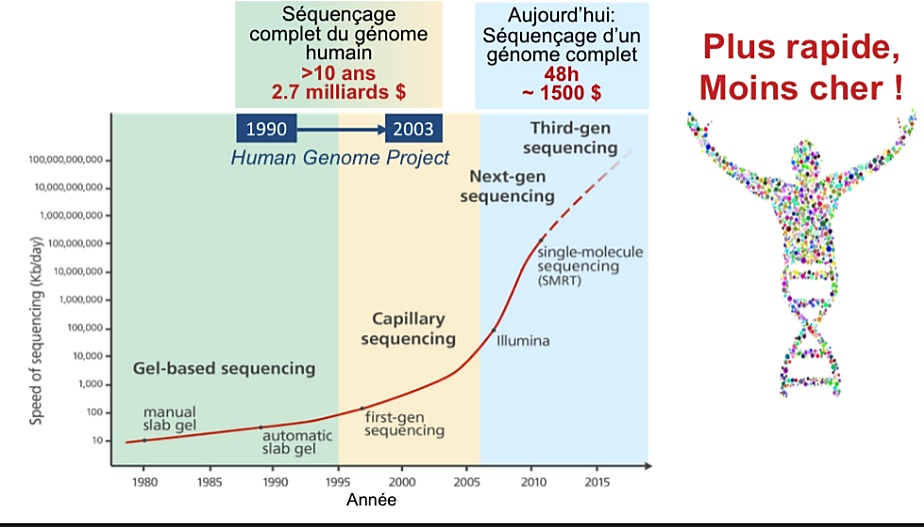 Séquençage
complet du génome
humain
>10 ans
2.7 milliards $
Aujourd'hui:
Séquençage d'un
génome complet
48h
~ 1500 $
Plus rapide,
Moins cher !
1990
2003
Human Genome Project
Third-gen
sequencing
Next-gen
sequencing
single-molecule
sequencing
(SMRT)
Capillary
sequencing
Illumina
Gel-based sequencing
manual
slab gel
automatic
slab gel
first-gen
sequencing
Speed of sequencing (Kb/day)
100,000,000,000
10,000,000,000
1,000,000,000
100,000,000
10,000,000
1,000,000
100,000
10,000
1,000
100
10
1980 1985 1990 1995 2000 2005 2010 2015
Année